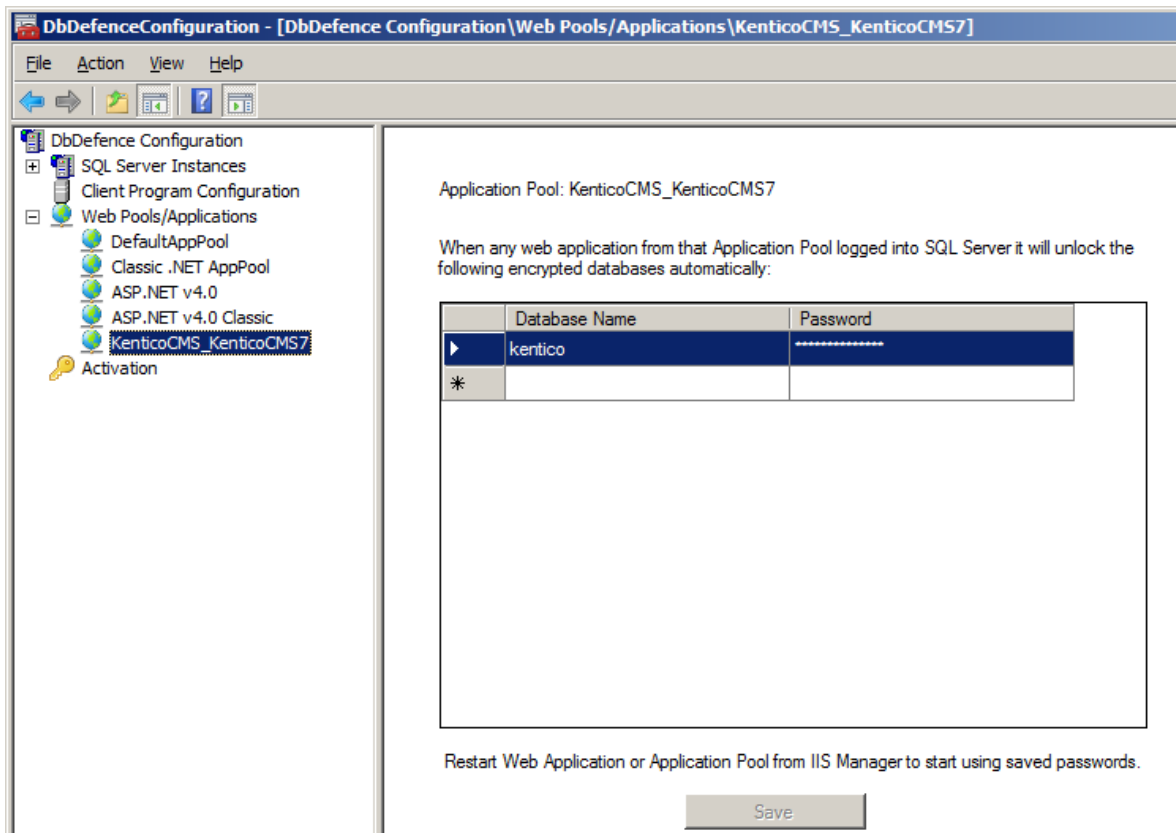 DbDefenceConfiguration - [DbDefence Configuration\Web Pools/Applications\KenticoCMS_KenticoCMS7]
File Action View Help
DbDefence Configuration
SQL Server Instances
Client Program Configuration
Web Pools/Applications
DefaultAppPool
Classic .NET AppPool
ASP.NET v4.0
ASP.NET v4.0 Classic
KenticoCMS_KenticoCMS7
Activation
Application Pool: KenticoCMS_KenticoCMS7
When any web application from that Application Pool logged into SQL Server it will unlock the
following encrypted databases automatically:
Database Name Password
kentico **************
Restart Web Application or Application Pool from IIS Manager to start using saved passwords.
Save